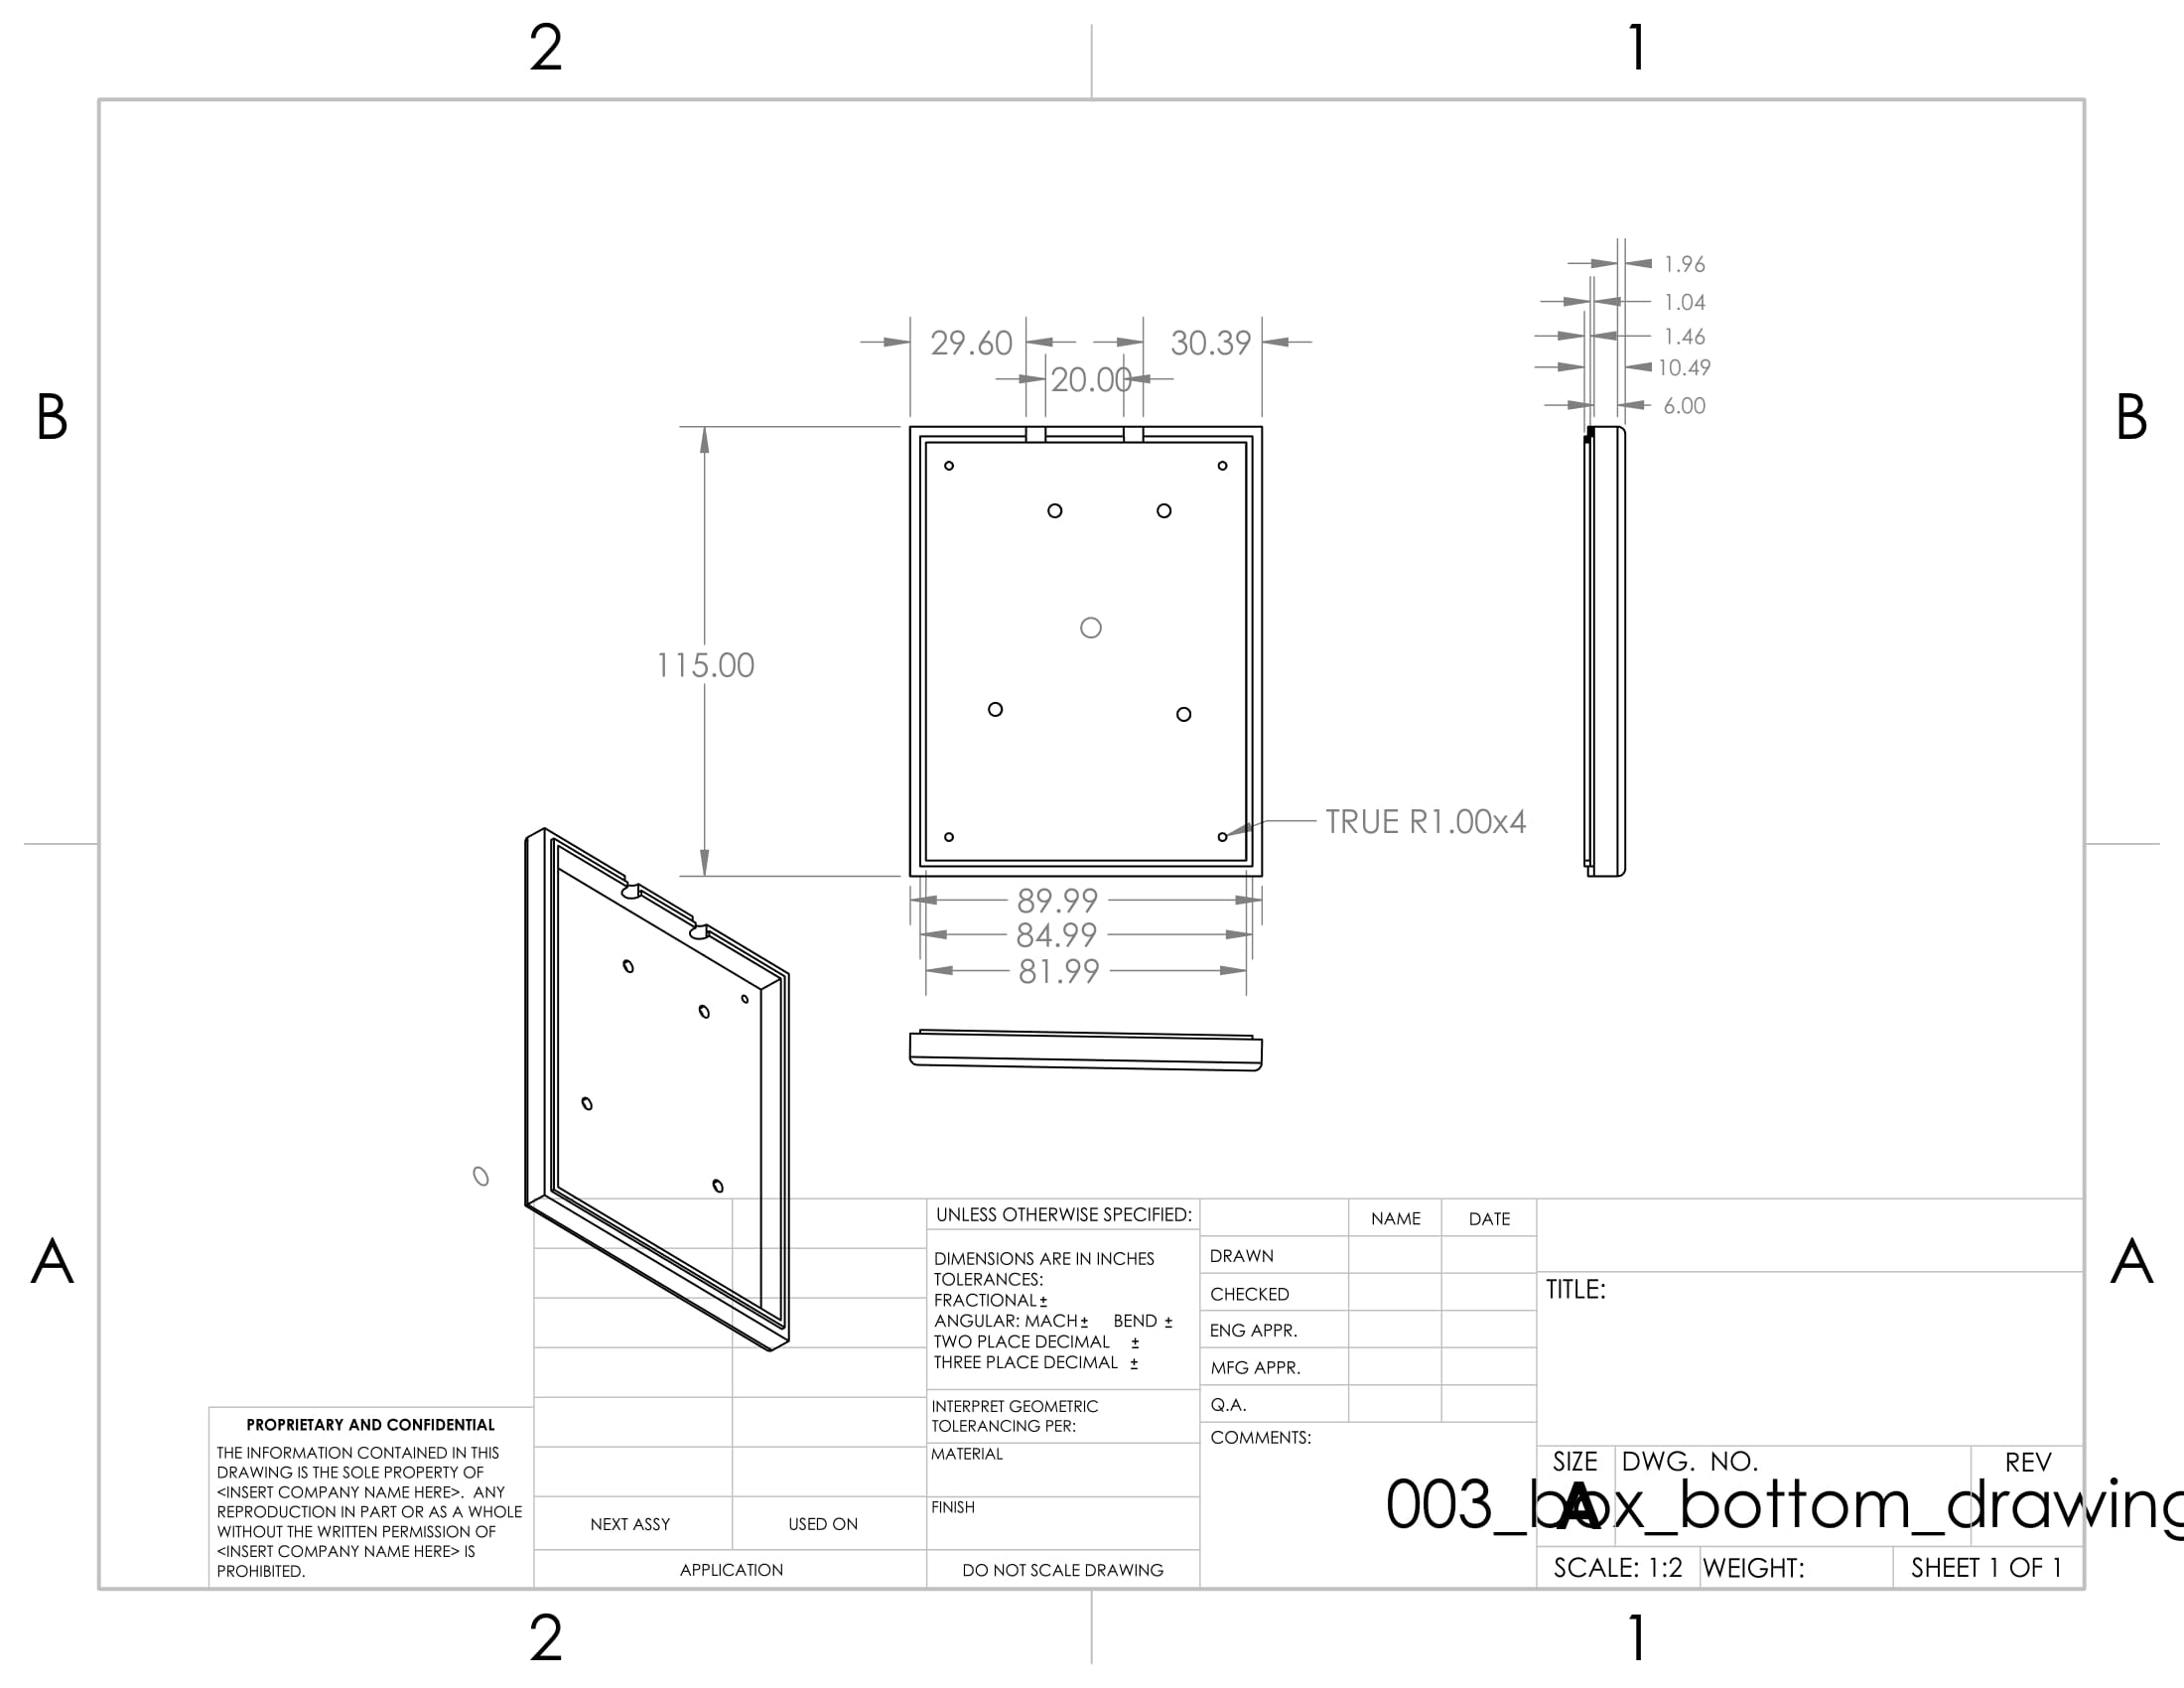 2
1
B
B
1.96
1.04
1.46
10.49
6.00
29.60
30.39
20.00
115.00
TRUE R1.00x4
89.99
84.99
81.99
A
A
UNLESS OTHERWISE SPECIFIED:
DIMENSIONS ARE IN INCHES
TOLERANCES:
FRACTIONAL ±
ANGULAR: MACH ± BEND ±
TWO PLACE DECIMAL ±
THREE PLACE DECIMAL ±
INTERPRET GEOMETRIC
TOLERANCING PER:
MATERIAL
FINISH
DO NOT SCALE DRAWING
NAME DATE
DRAWN
CHECKED
ENG APPR.
MFG APPR.
Q.A.
COMMENTS:
TITLE:
SIZE DWG. NO. REV
A
003_box_bottom_drawing
SCALE: 1:2 WEIGHT: SHEET 1 OF 1
PROPRIETARY AND CONFIDENTIAL
THE INFORMATION CONTAINED IN THIS
DRAWING IS THE SOLE PROPERTY OF
<INSERT COMPANY NAME HERE>. ANY
REPRODUCTION IN PART OR AS A WHOLE
WITHOUT THE WRITTEN PERMISSION OF
<INSERT COMPANY NAME HERE> IS
PROHIBITED.
NEXT ASSY USED ON
APPLICATION
2
1